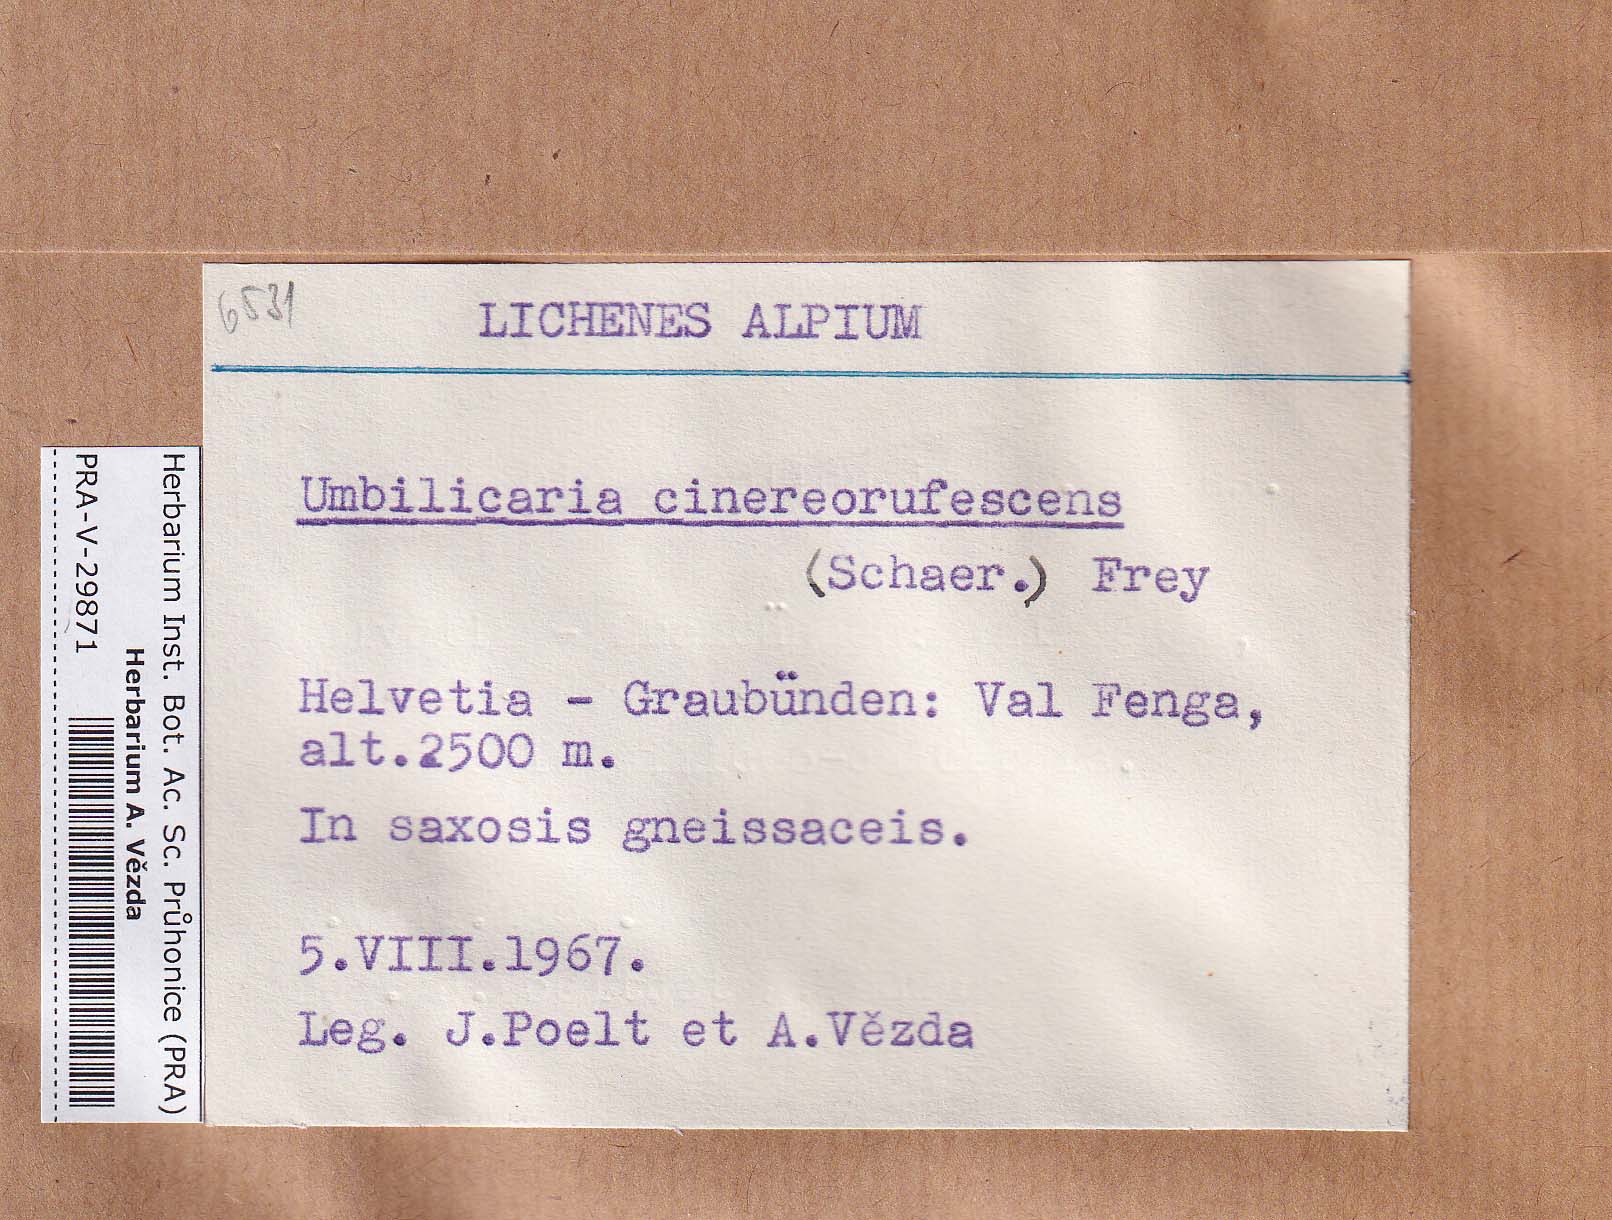 6531
LICHENES ALPIUM
Umbilicaria cinereorufescens
(Schaer.) Frey
Helvetia - Graubünden: Val Fenga,
alt.2500 m.
In saxosis gneissaceis.
5.VIII.1967.
Leg. J.Poelt et A.Vězda
Herbarium Inst. Bot. Ac. Sc. Průhonice (PRA)
Herbarium A. Vězda
PRA-V-29871